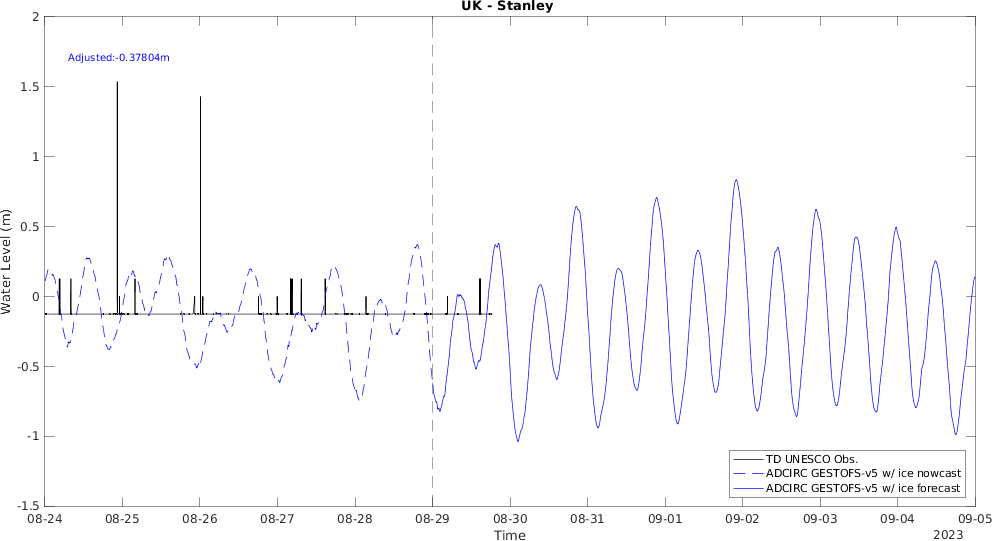 UK - Stanley
Adjusted:-0.37804m
Water Level (m)
2
1.5
1
0.5
0
-0.5
-1
-1.5
TD UNESCO Obs.
ADCIRC GESTOFS-v5 w/ ice nowcast
ADCIRC GESTOFS-v5 w/ ice forecast
08-24 08-25 08-26 08-27 08-28 08-29 08-30 08-31 09-01 09-02 09-03 09-04 09-05
Time
2023